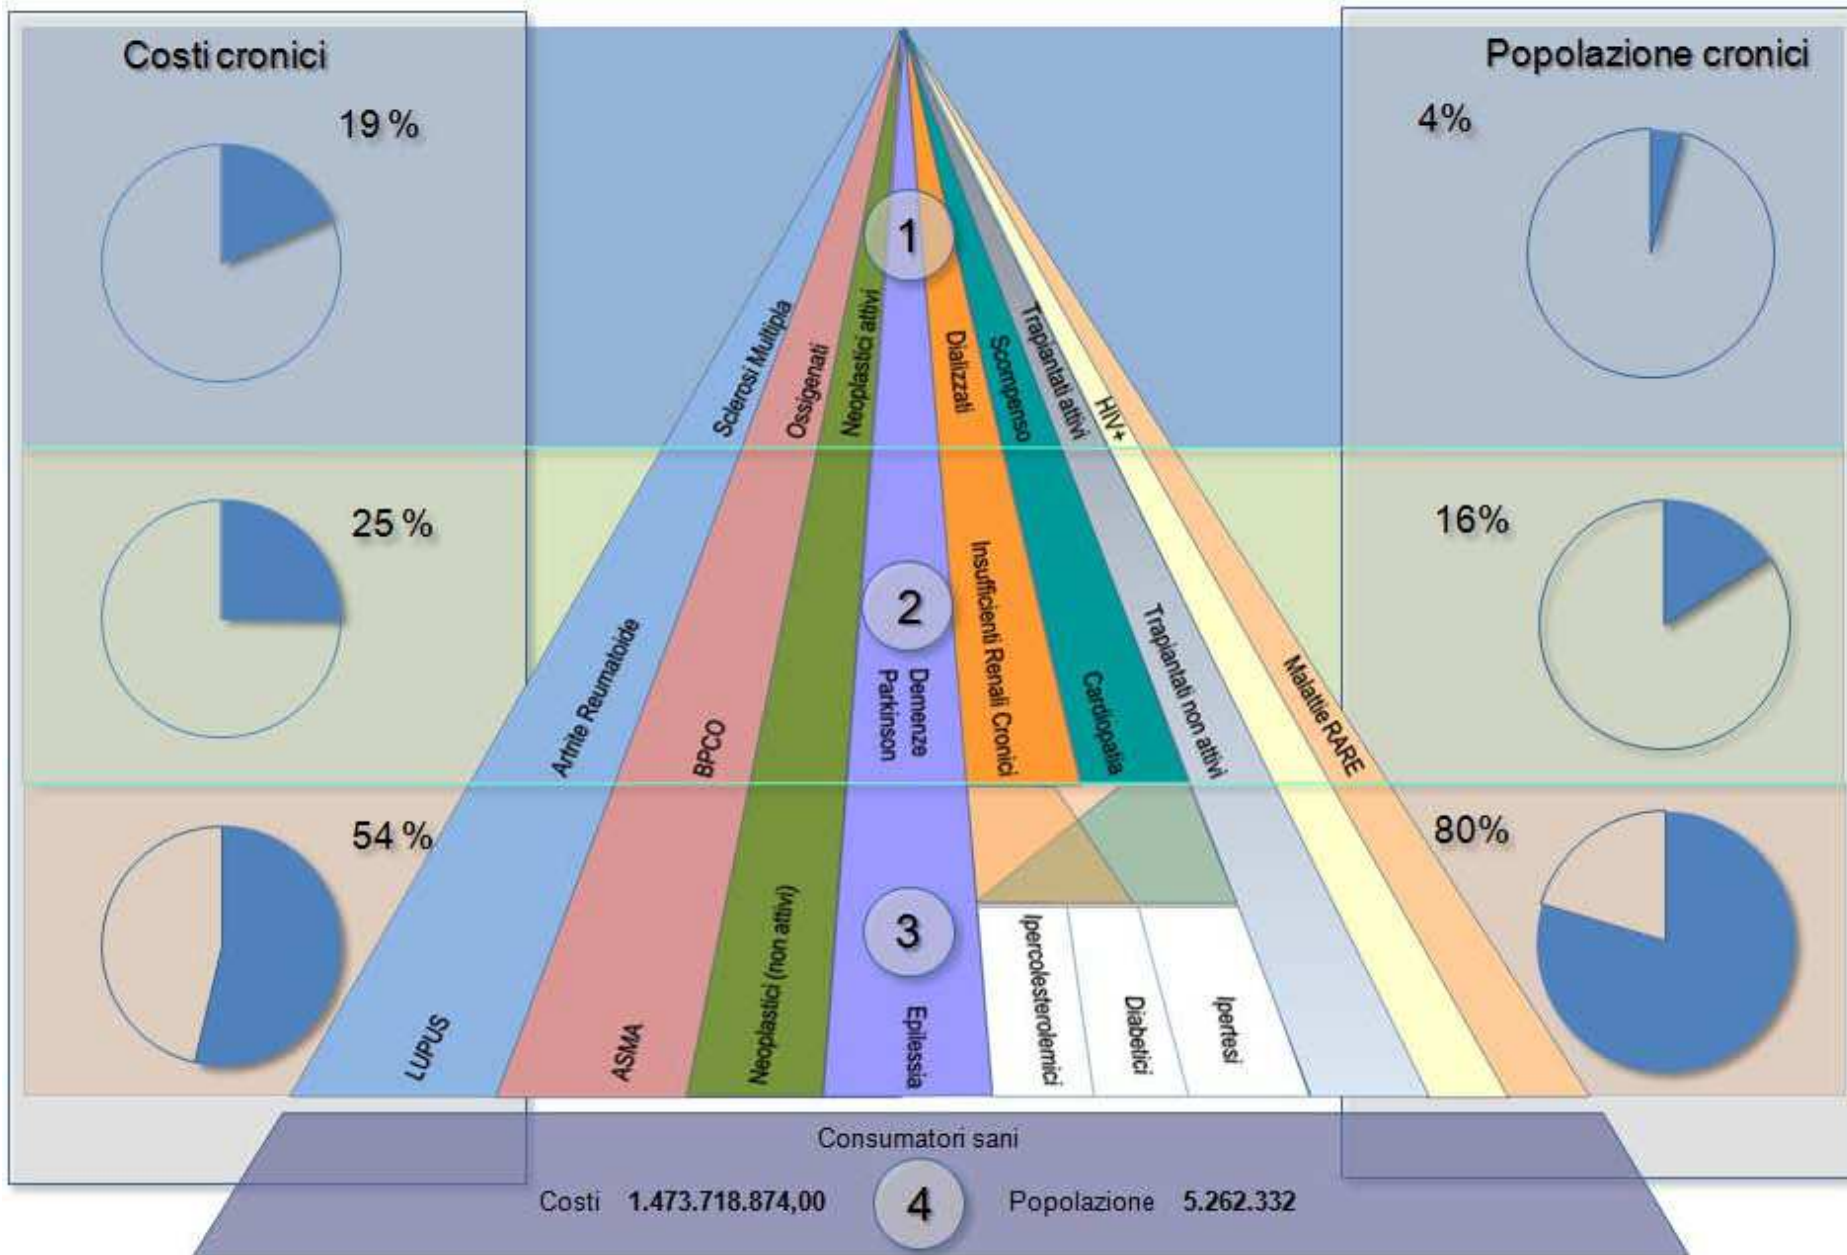 Costi cronici
Popolazione cronici
19 %
4%
1
Sclerosi Multipla
Ossigenati
Neoplastici attivi
Dializzati
Scompenso
Trapiantati attivi
HIV+
25 %
16%
2
Artrite Reumatoide
BPCO
Demenze
Parkinson
Insufficienti Renali Cronici
Cardiopatia
Trapiantati non attivi
Malattie RARE
54 %
80%
3
LUPUS
ASMA
Neoplastici (non attivi)
Epilessia
Ipercolesterolemici
Diabetici
Ipertesi
Consumatori sani
Costi 1.473.718.874,00 4 Popolazione 5.262.332